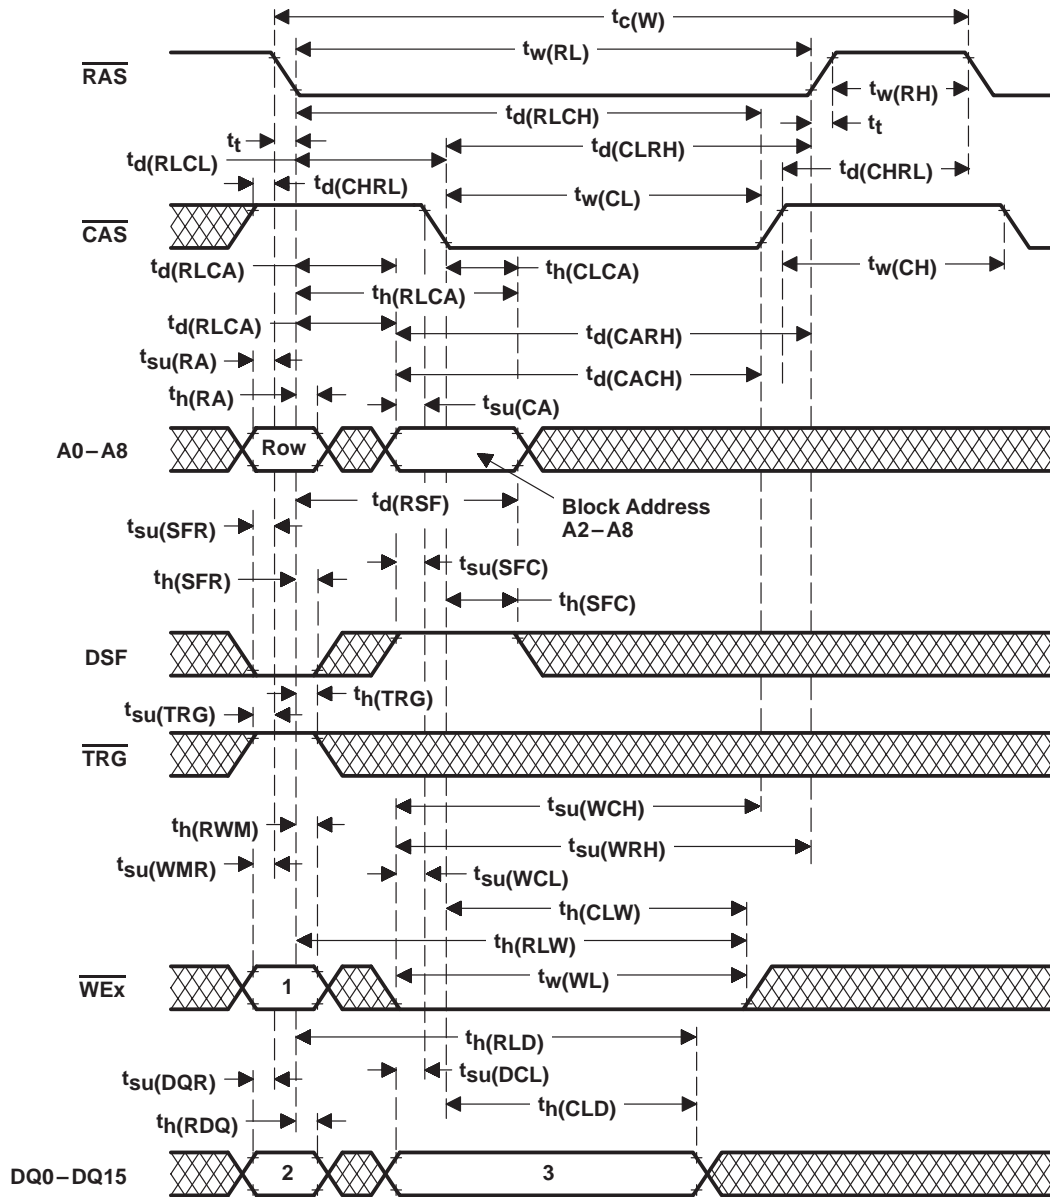 tc(W)
tw(RL)
RAS
tw(RH)
td(RLCH)
tt
tt
td(CLRH)
td(RLCL)
td(CHRL)
td(CHRL)
tw(CL)
CAS
td(RLCA)
th(CLCA)
tw(CH)
th(RLCA)
td(RLCA)
td(CARH)
tsu(RA)
td(CACH)
th(RA)
tsu(CA)
A0–A8
Row
td(RSF)
Block Address
A2–A8
tsu(SFR)
tsu(SFC)
th(SFR)
th(SFC)
DSF
th(TRG)
tsu(TRG)
TRG
tsu(WCH)
th(RWM)
tsu(WRH)
tsu(WMR)
tsu(WCL)
th(CLW)
th(RLW)
tw(WL)
WEx
1
th(RLD)
tsu(DQR)
tsu(DCL)
th(CLD)
th(RDQ)
DQ0–DQ15
2
3